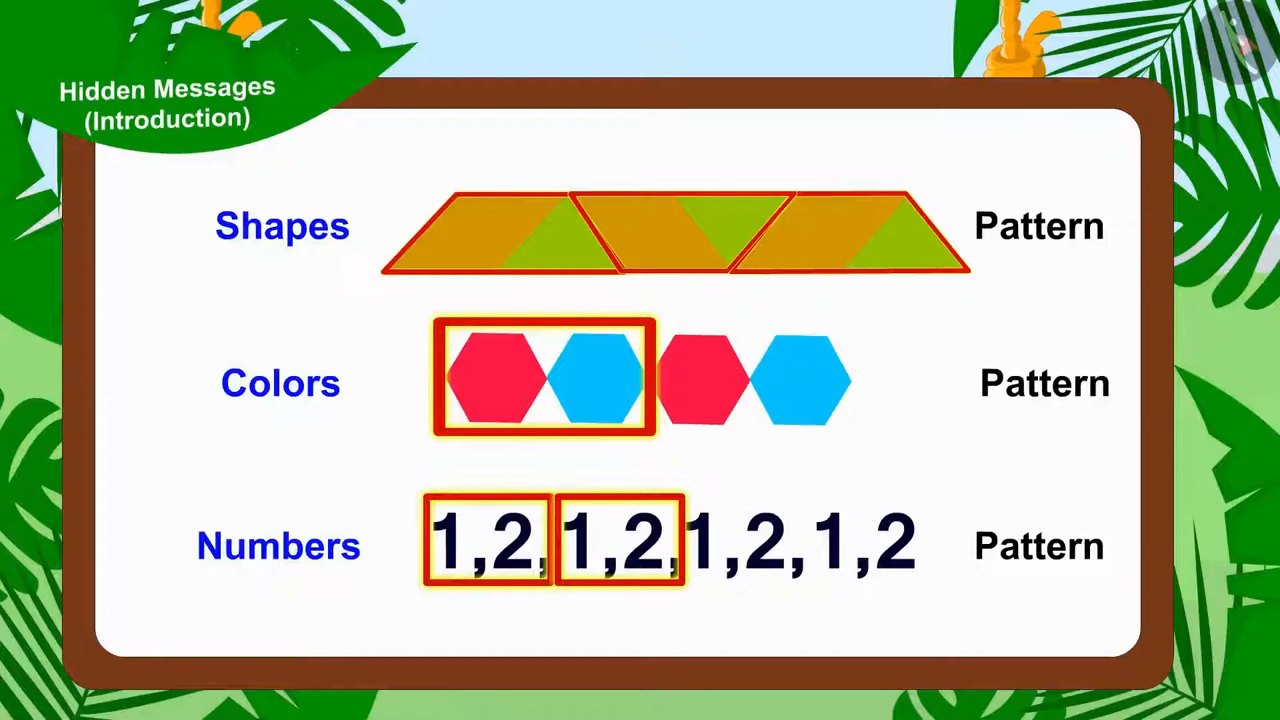 Hidden Messages
(Introduction)
Shapes
Pattern
Colors
Pattern
Numbers
1,2,1,2,1,2,1,2
Pattern